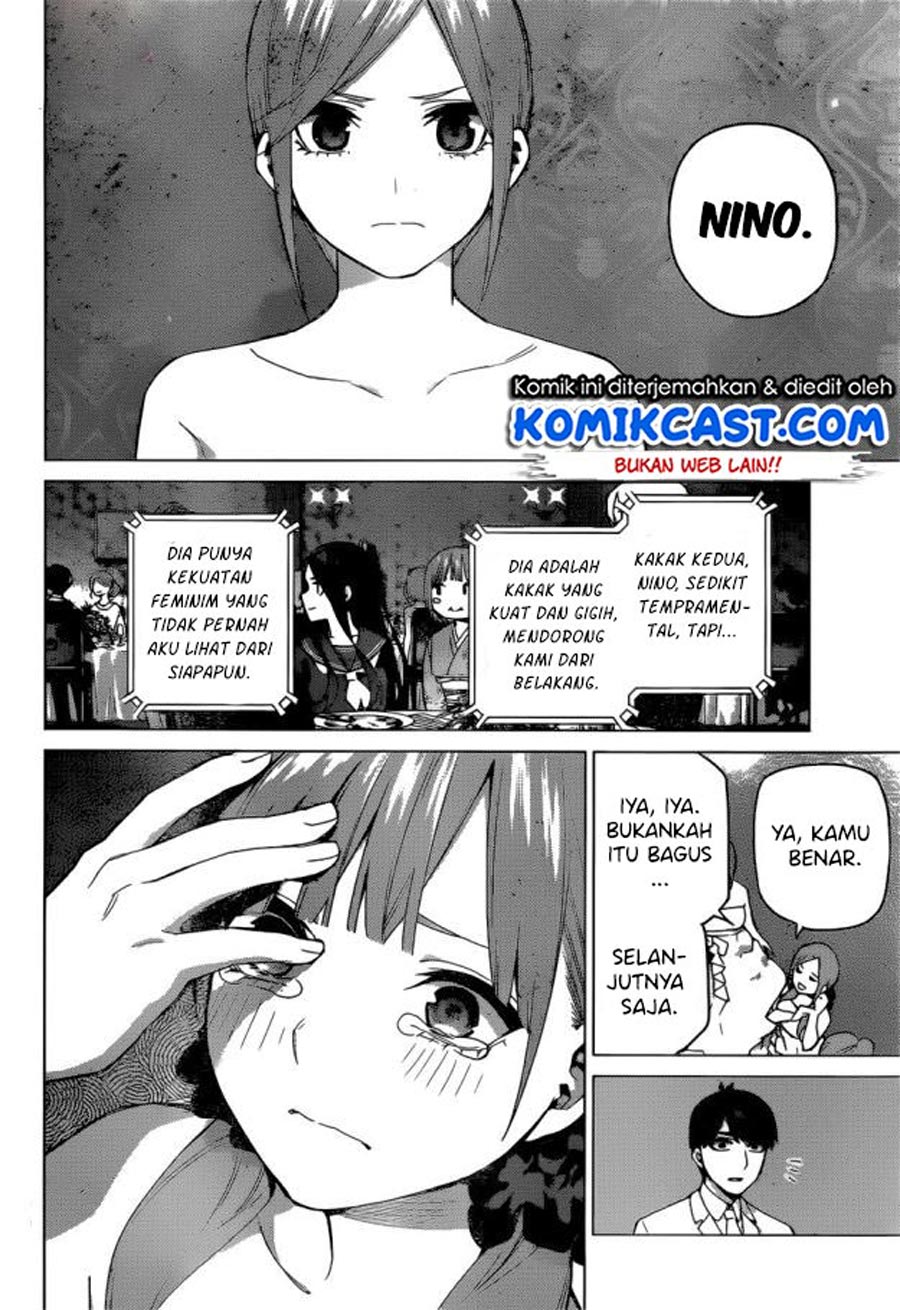 NINO.
Komik ini diterjemahkan & diedit oleh
KOMIKCAST.COM
BUKAN WEB LAIN!!
KAKAK KEDUA,
NINO, SEDIKIT
TEMPRAMEN-
TAL, TAPI...
DIA ADALAH
KAKAK YANG
KUAT DAN GIGIH,
MENDORONG
KAMI DARI
BELAKANG.
DIA PUNYA
KEKUATAN
FEMINIM YANG
TIDAK PERNAH
AKU LIHAT DARI
SIAPAPUN.
YA, KAMU
BENAR.
IYA, IYA.
BUKANKAH
ITU BAGUS
...
SELAN-
JUTNYA
SAJA.